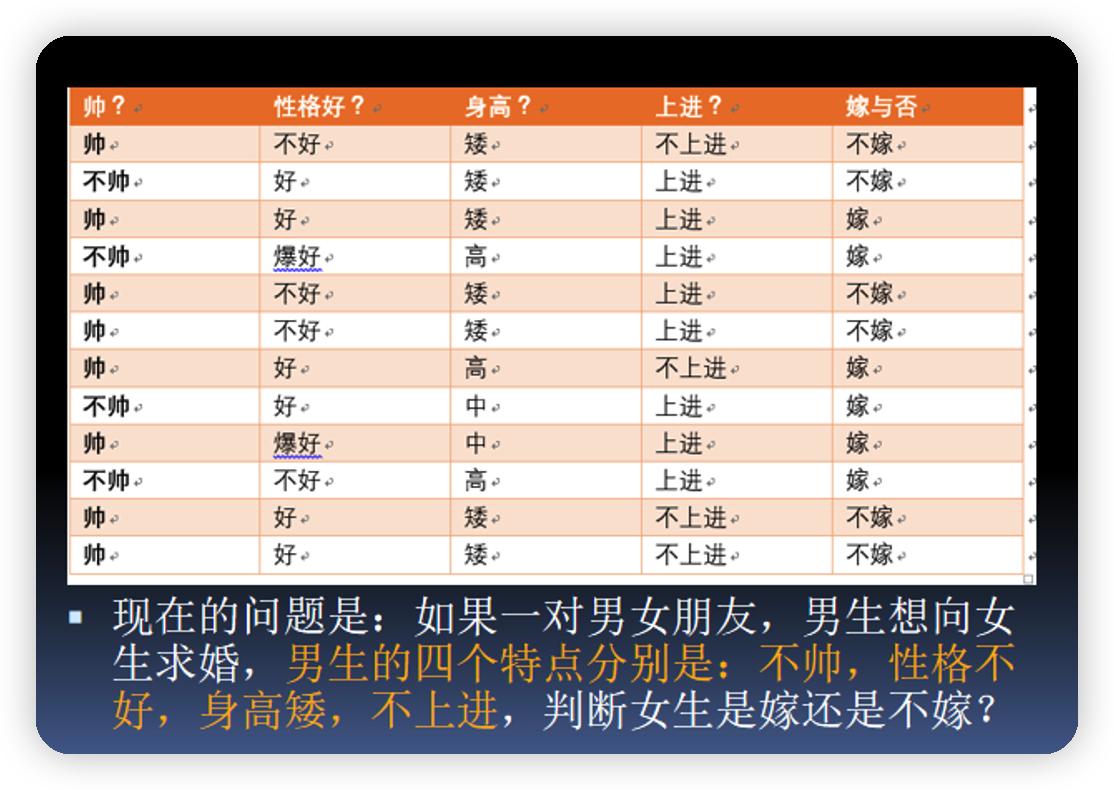 帅？ 性格好？ 身高？ 上进？ 嫁与否
帅 不好 矮 不上进 不嫁
不帅 好 矮 上进 不嫁
帅 好 矮 上进 嫁
不帅 爆好 高 上进 嫁
帅 不好 矮 上进 不嫁
帅 不好 矮 上进 不嫁
帅 好 高 不上进 嫁
不帅 好 中 上进 嫁
帅 爆好 中 上进 嫁
不帅 不好 高 上进 嫁
帅 好 矮 不上进 不嫁
帅 好 矮 不上进 不嫁
现在的问题是：如果一对男女朋友，男生想向女
生求婚，男生的四个特点分别是：不帅，性格不
好，身高矮，不上进，判断女生是嫁还是不嫁？